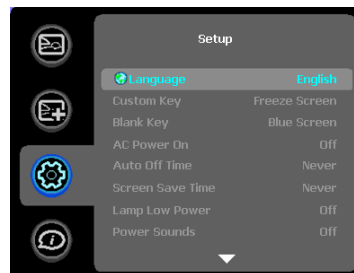 Setup
Language English
Custom Key Freeze Screen
Blank Key Blue Screen
AC Power On Off
Auto Off Time Never
Screen Save Time Never
Lamp Low Power Off
Power Sounds Off